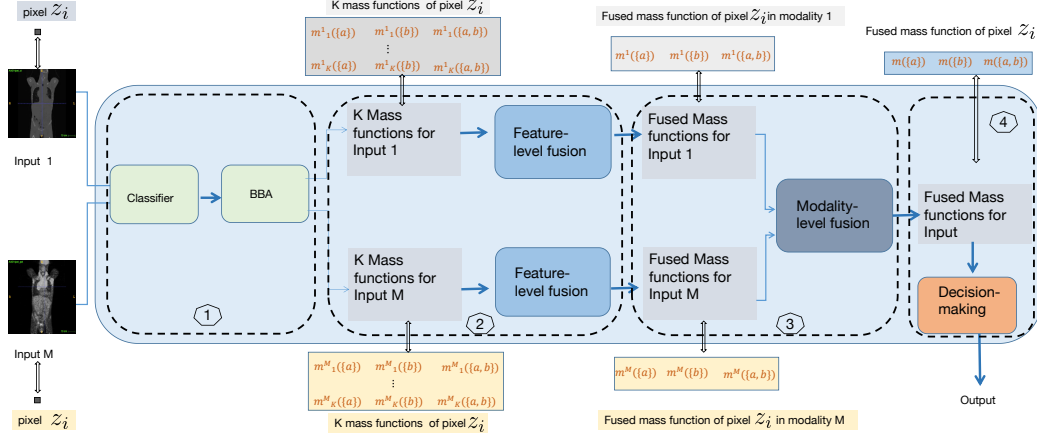 pixel z_i
K mass functions of pixel z_i
m^1_1({a}) m^1_1({b}) m^1_1({a, b})
⋮
m^1_K({a}) m^1_K({b}) m^1_K({a, b})
Fused mass function of pixel z_i in modality 1
m^1({a}) m^1({b}) m^1({a, b})
Fused mass function of pixel z_i
m({a}) m({b}) m({a, b})
Input 1
Classifier
BBA
K Mass
functions for
Input 1
Feature-
level fusion
Fused Mass
functions for
Input 1
K Mass
functions for
Input M
Feature-
level fusion
Fused Mass
functions for
Input M
Modality-
level fusion
Fused Mass
functions for
Input
Decision-
making
1
2
3
4
Input M
pixel z_i
m^M_1({a}) m^M_1({b}) m^M_1({a, b})
⋮
m^M_K({a}) m^M_K({b}) m^M_K({a, b})
K mass functions of pixel z_i
m^M({a}) m^M({b}) m^M({a, b})
Fused mass function of pixel z_i in modality M
Output